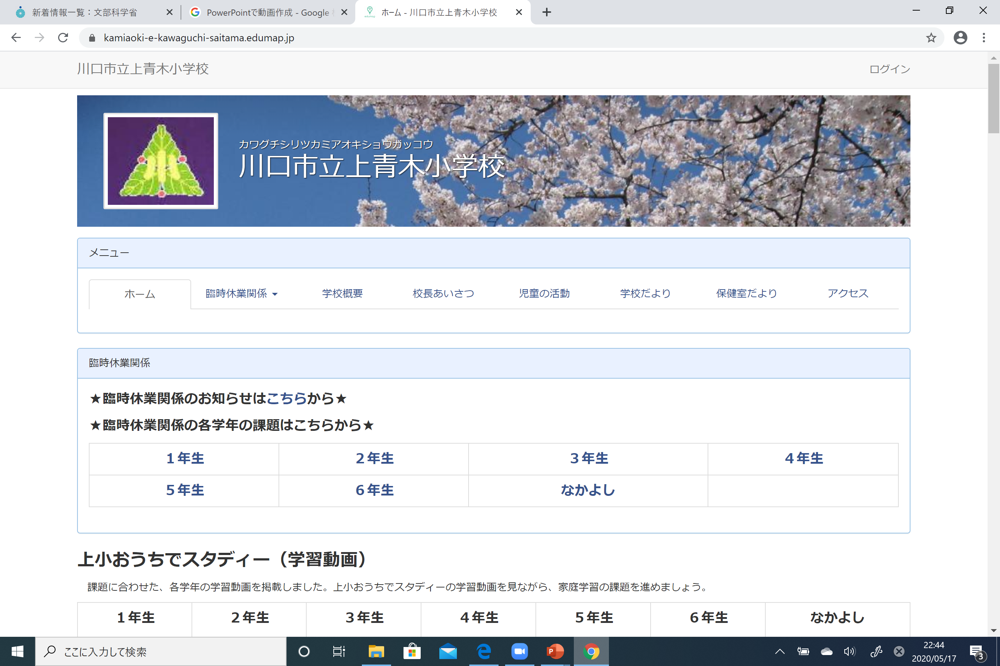 新着情報一覧：文部科学省
PowerPointで動画作成 - Google
ホーム - 川口市立上青木小学校
kamiaoki-e-kawaguchi-saitama.edumap.jp
川口市立上青木小学校
ログイン
カワグチシリツカミアオキショウガッコウ
川口市立上青木小学校
メニュー
ホーム 臨時休業関係 学校概要 校長あいさつ 児童の活動 学校だより 保健室だより アクセス
臨時休業関係
★臨時休業関係のお知らせはこちらから★
★臨時休業関係の各学年の課題はこちらから★
１年生 ２年生 ３年生 ４年生
５年生 ６年生 なかよし
上小おうちでスタディー（学習動画）
課題に合わせた、各学年の学習動画を掲載しました。上小おうちでスタディーの学習動画を見ながら、家庭学習の課題を進めましょう。
１年生 ２年生 ３年生 ４年生 ５年生 ６年生 なかよし
ここに入力して検索
22:44
2020/05/17
3